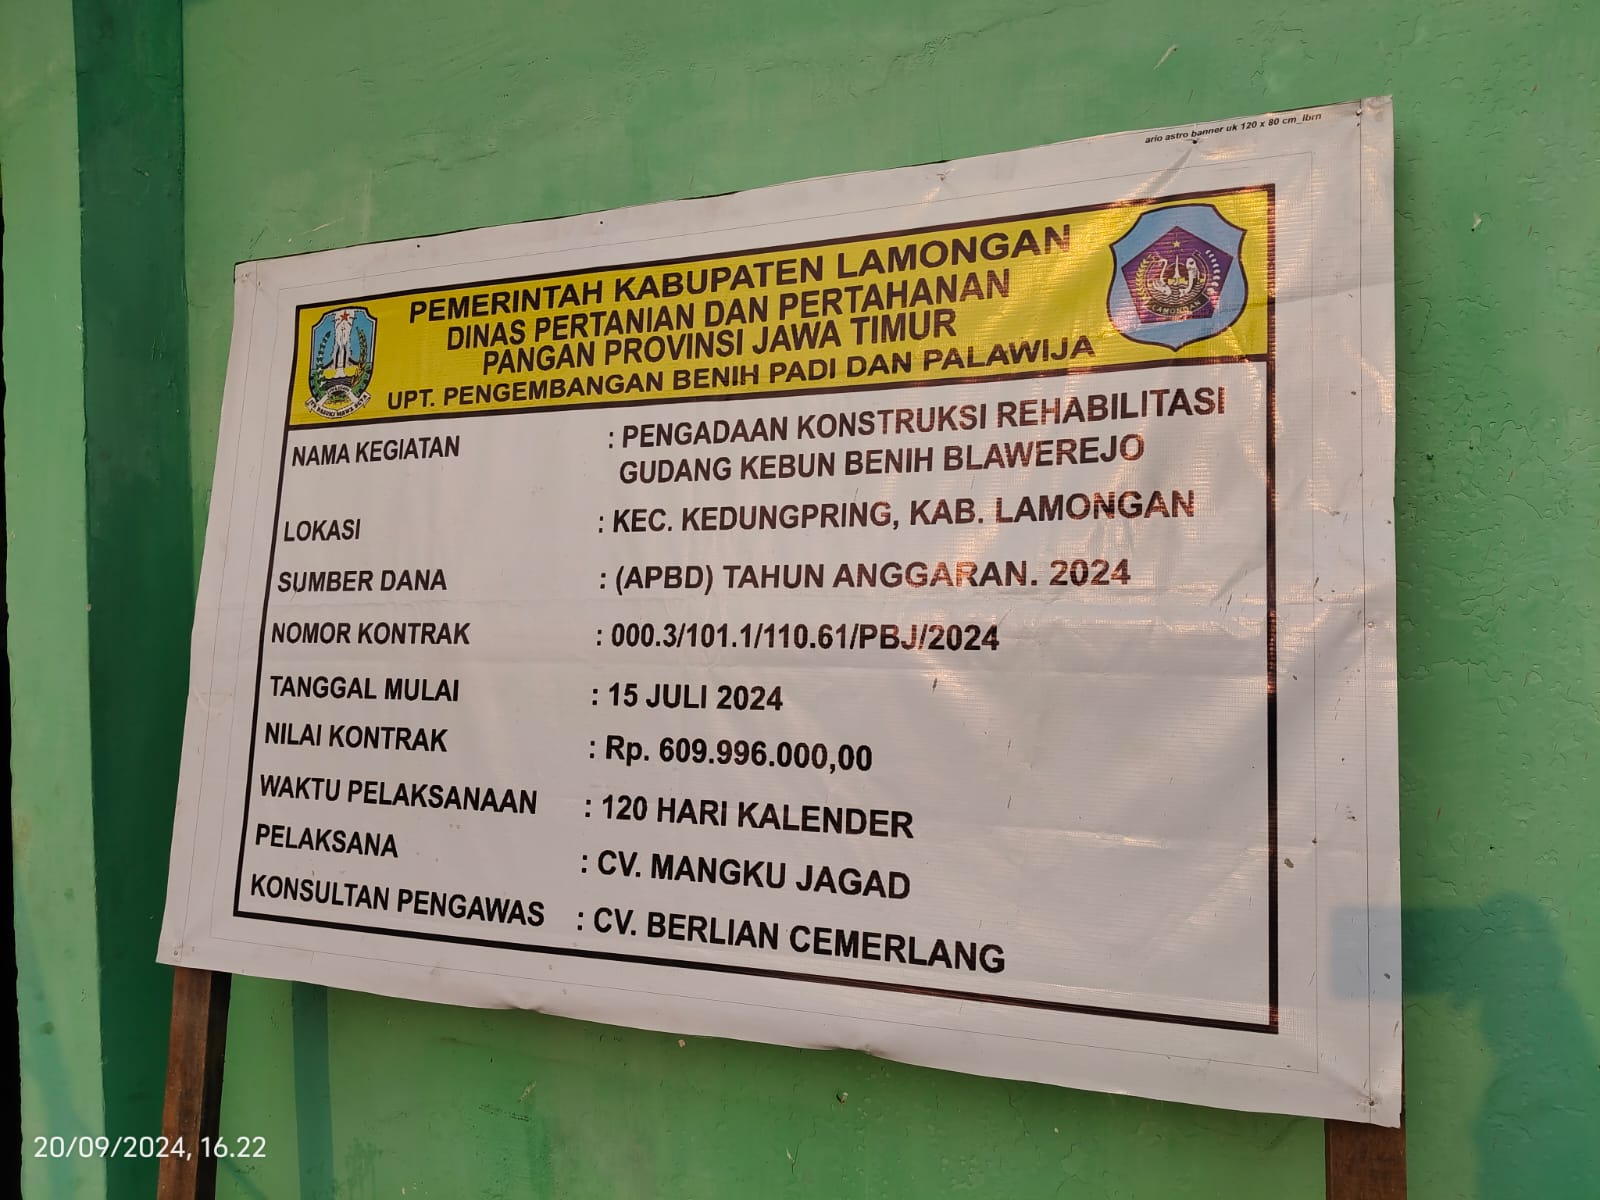 ario astro banner uk 120 x 80 cm_lbrn
PEMERINTAH KABUPATEN LAMONGAN
DINAS PERTANIAN DAN PERTAHANAN
PANGAN PROVINSI JAWA TIMUR
UPT. PENGEMBANGAN BENIH PADI DAN PALAWIJA
LAMONGAN
NAMA KEGIATAN : PENGADAAN KONSTRUKSI REHABILITASI
GUDANG KEBUN BENIH BLAWEREJO
LOKASI : KEC. KEDUNGPRING, KAB. LAMONGAN
SUMBER DANA : (APBD) TAHUN ANGGARAN. 2024
NOMOR KONTRAK : 000.3/101.1/110.61/PBJ/2024
TANGGAL MULAI : 15 JULI 2024
NILAI KONTRAK : Rp. 609.996.000,00
WAKTU PELAKSANAAN : 120 HARI KALENDER
PELAKSANA : CV. MANGKU JAGAD
KONSULTAN PENGAWAS : CV. BERLIAN CEMERLANG
20/09/2024, 16.22